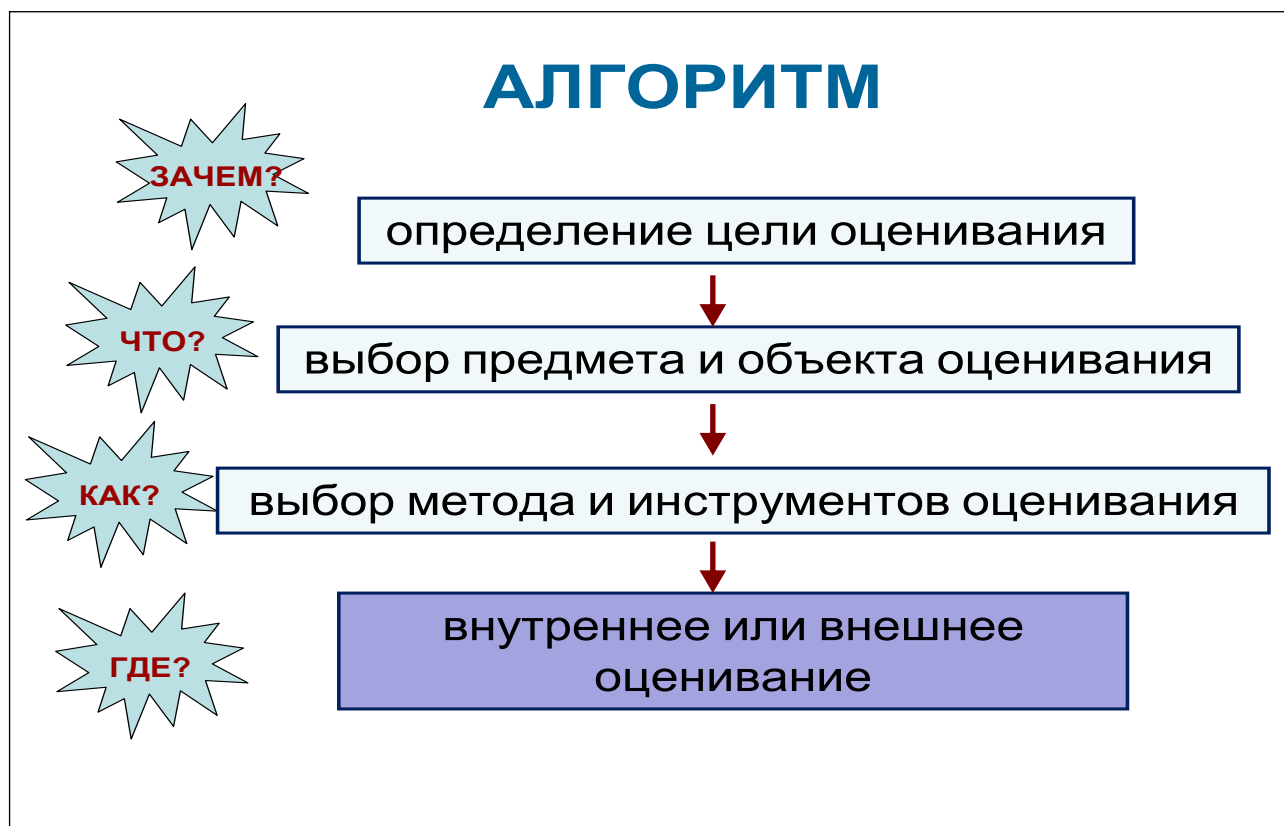 АЛГОРИТМ
ЗАЧЕМ?
определение цели оценивания
ЧТО?
выбор предмета и объекта оценивания
КАК?
выбор метода и инструментов оценивания
ГДЕ?
внутреннее или внешнее
оценивание